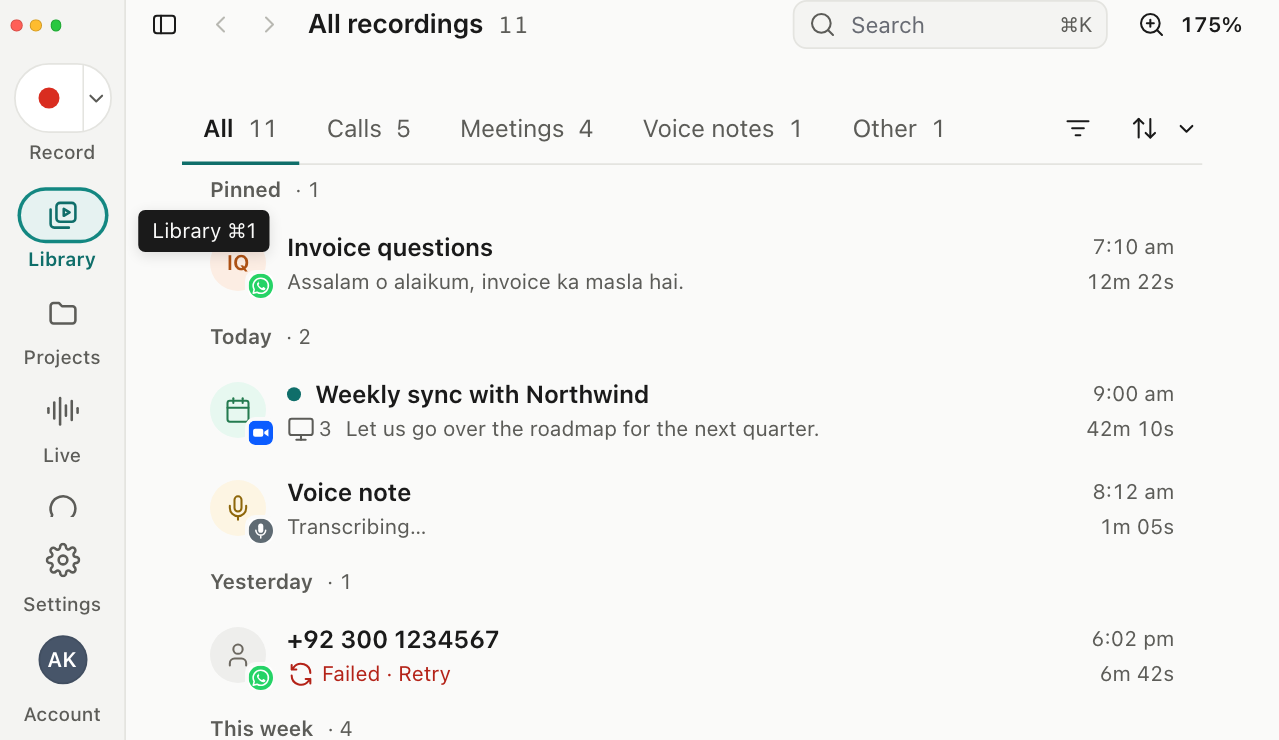 All recordings 11
Search ⌘K
175%
Record
All 11
Calls 5
Meetings 4
Voice notes 1
Other 1
Library
Library ⌘1
Projects
Live
Settings
AK
Account
Pinned · 1
IQ
Invoice questions 7:10 am
Assalam o alaikum, invoice ka masla hai. 12m 22s
Today · 2
Weekly sync with Northwind 9:00 am
3 Let us go over the roadmap for the next quarter. 42m 10s
Voice note 8:12 am
Transcribing... 1m 05s
Yesterday · 1
+92 300 1234567 6:02 pm
Failed · Retry 6m 42s
This week · 4